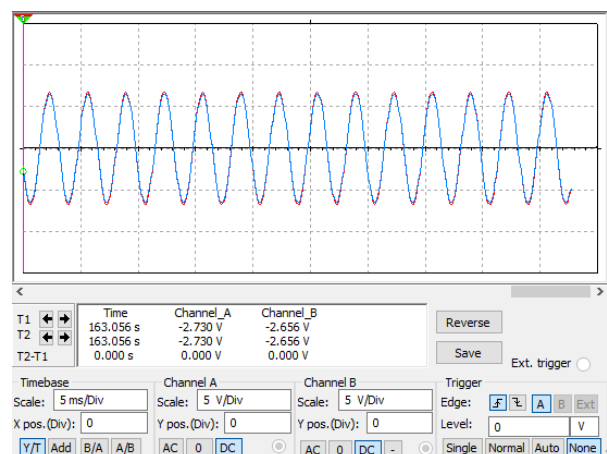 Time Channel_A Channel_B
T1 163.056 s -2.730 V -2.656 V
T2 163.056 s -2.730 V -2.656 V
T2-T1 0.000 s 0.000 V 0.000 V
Reverse
Save
Ext. trigger
Timebase Channel A Channel B Trigger
Scale: 5 ms/Div Scale: 5 V/Div Scale: 5 V/Div Edge: A B Ext
X pos.(Div): 0 Y pos.(Div): 0 Y pos.(Div): 0 Level: 0 V
Y/T Add B/A A/B AC 0 DC AC 0 DC - Single Normal Auto None